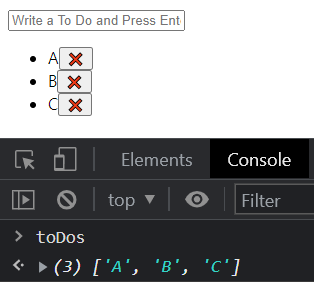 Write a To Do and Press Ent
A❌
B❌
C❌
Elements Console
top ▼ Filter
> toDos
<· ▶ (3) ['A', 'B', 'C']